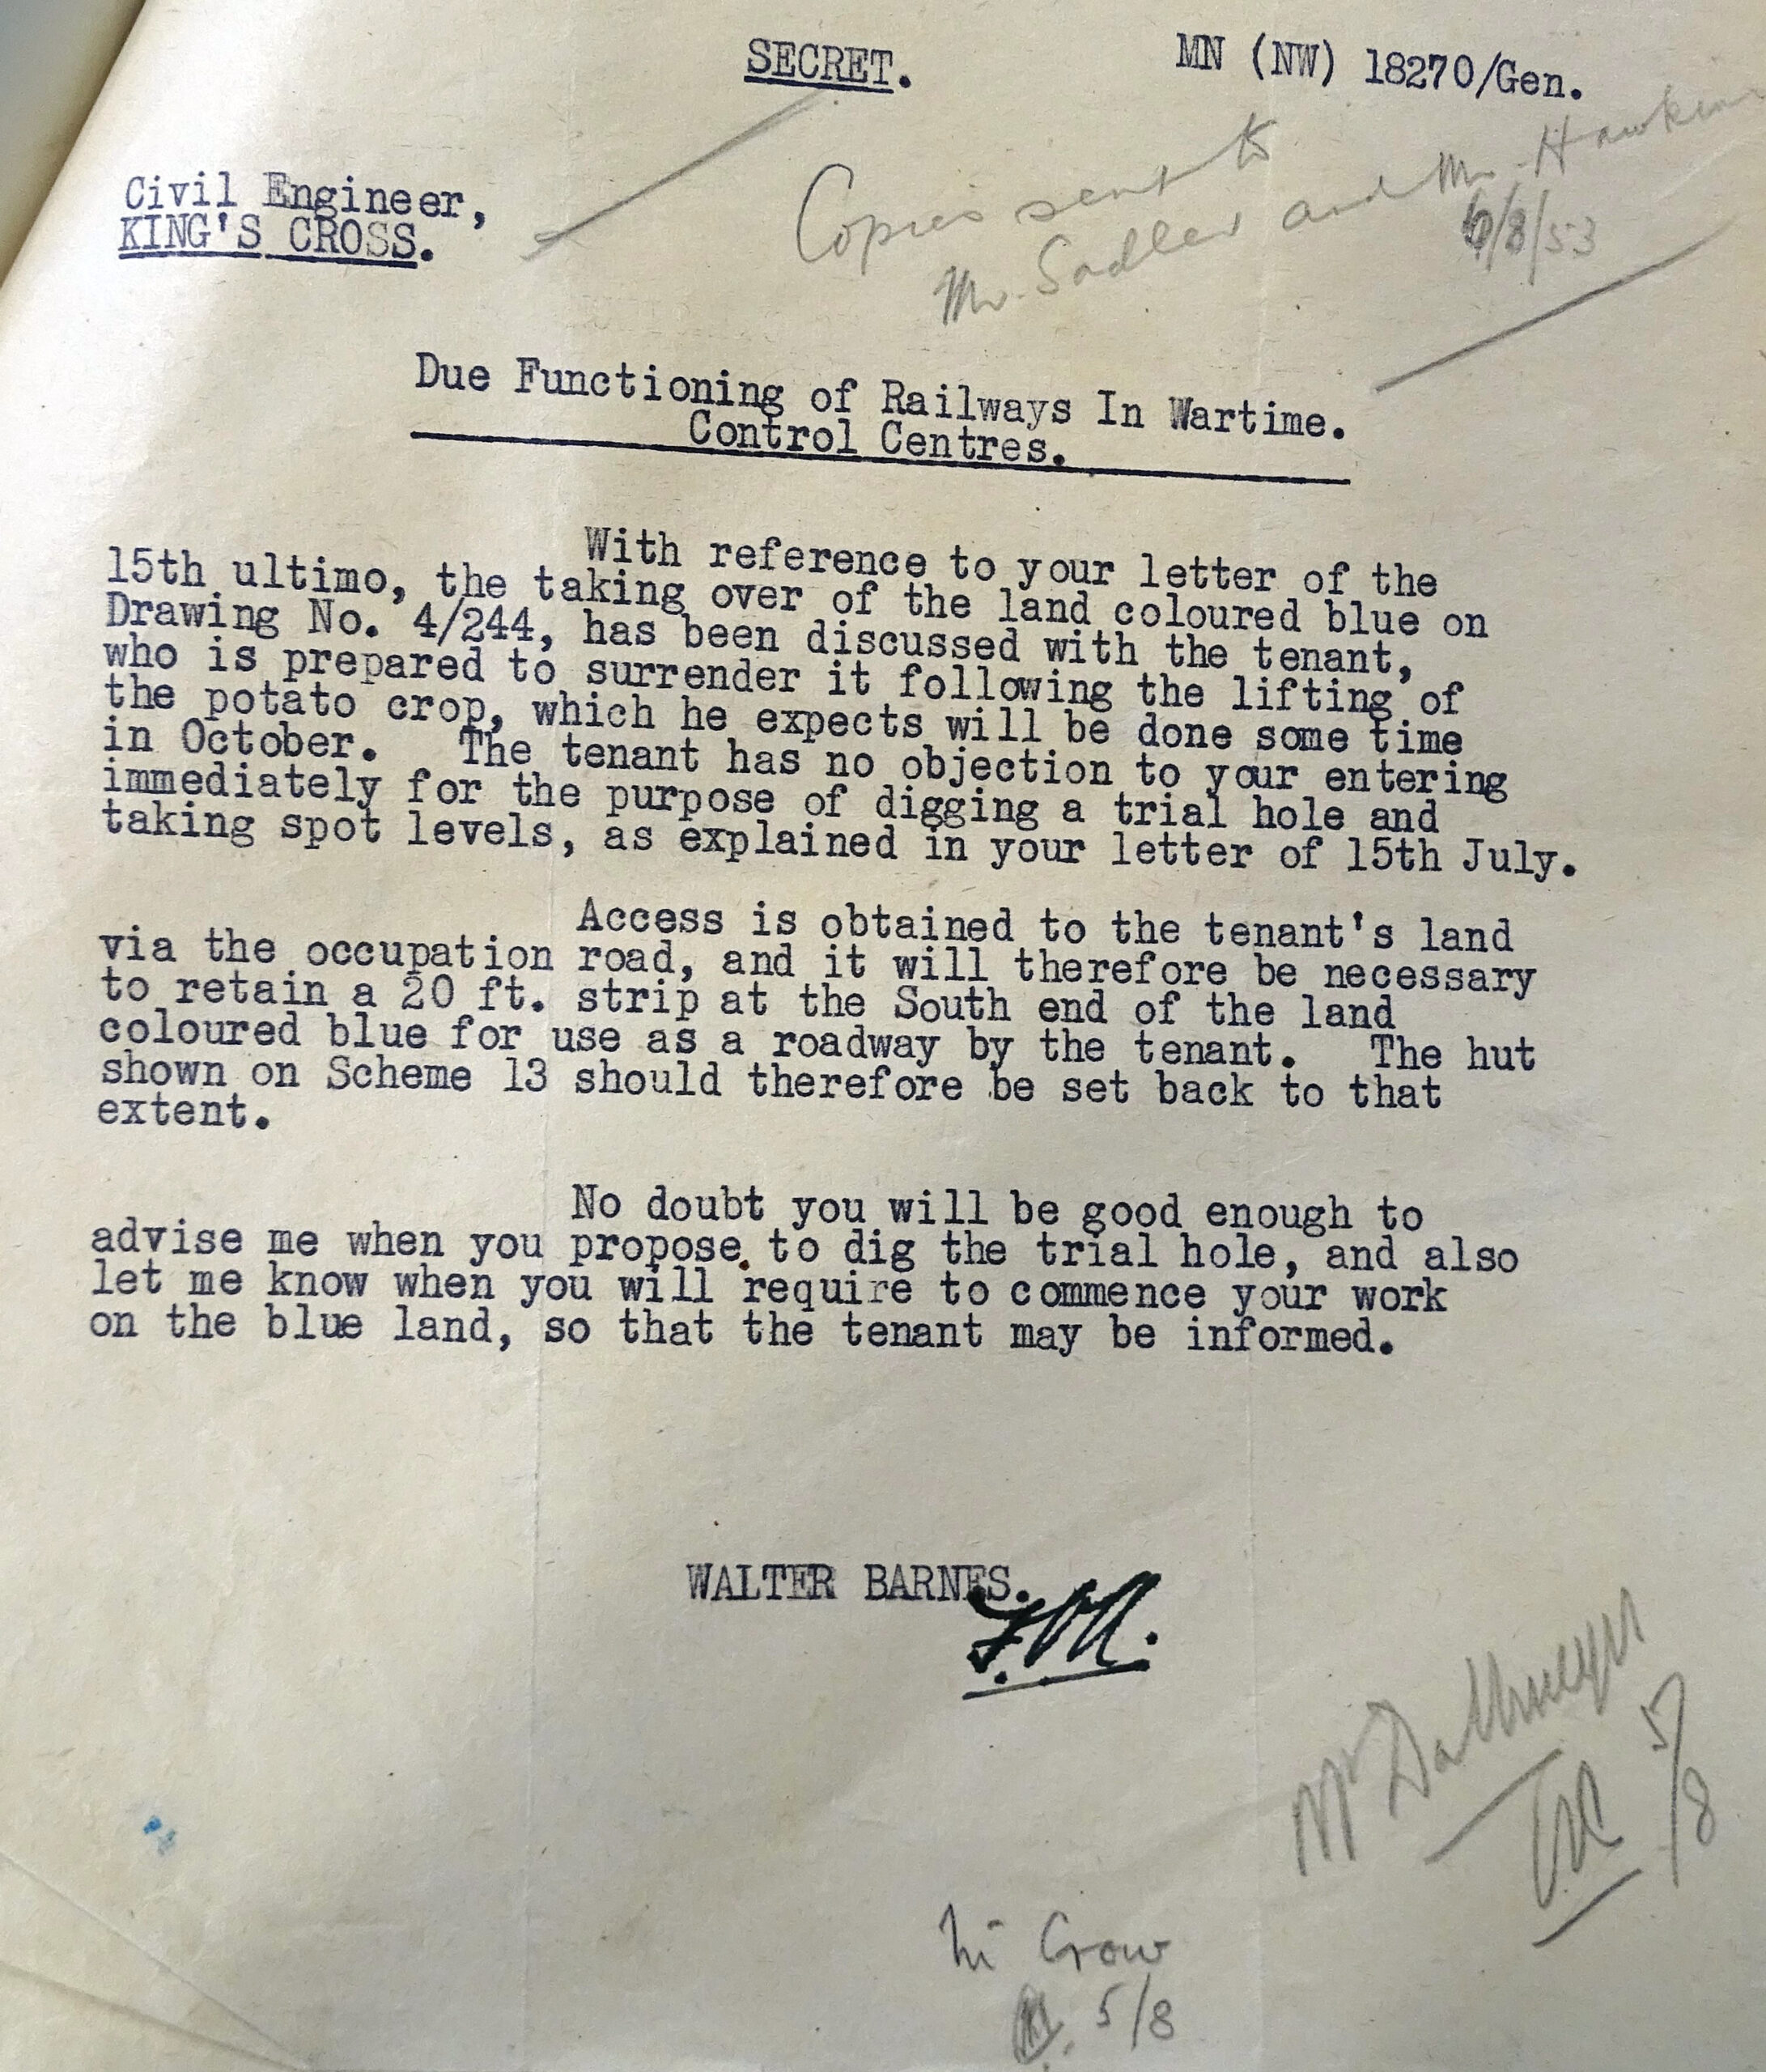 SECRET. MN (NW) 18270/Gen.
Copies sent to
Mr. Sadler and Mr. Hawkins
6/8/53
Civil Engineer,
KING'S CROSS.
Due Functioning of Railways In Wartime.
Control Centres.
With reference to your letter of the
15th ultimo, the taking over of the land coloured blue on
Drawing No. 4/244, has been discussed with the tenant,
who is prepared to surrender it following the lifting of
the potato crop, which he expects will be done some time
in October. The tenant has no objection to your entering
immediately for the purpose of digging a trial hole and
taking spot levels, as explained in your letter of 15th July.
Access is obtained to the tenant's land
via the occupation road, and it will therefore be necessary
to retain a 20 ft. strip at the South end of the land
coloured blue for use as a roadway by the tenant. The hut
shown on Scheme 13 should therefore be set back to that
extent.
No doubt you will be good enough to
advise me when you propose to dig the trial hole, and also
let me know when you will require to commence your work
on the blue land, so that the tenant may be informed.
WALTER BARNES.
Mr
5/8
Crow
5/8